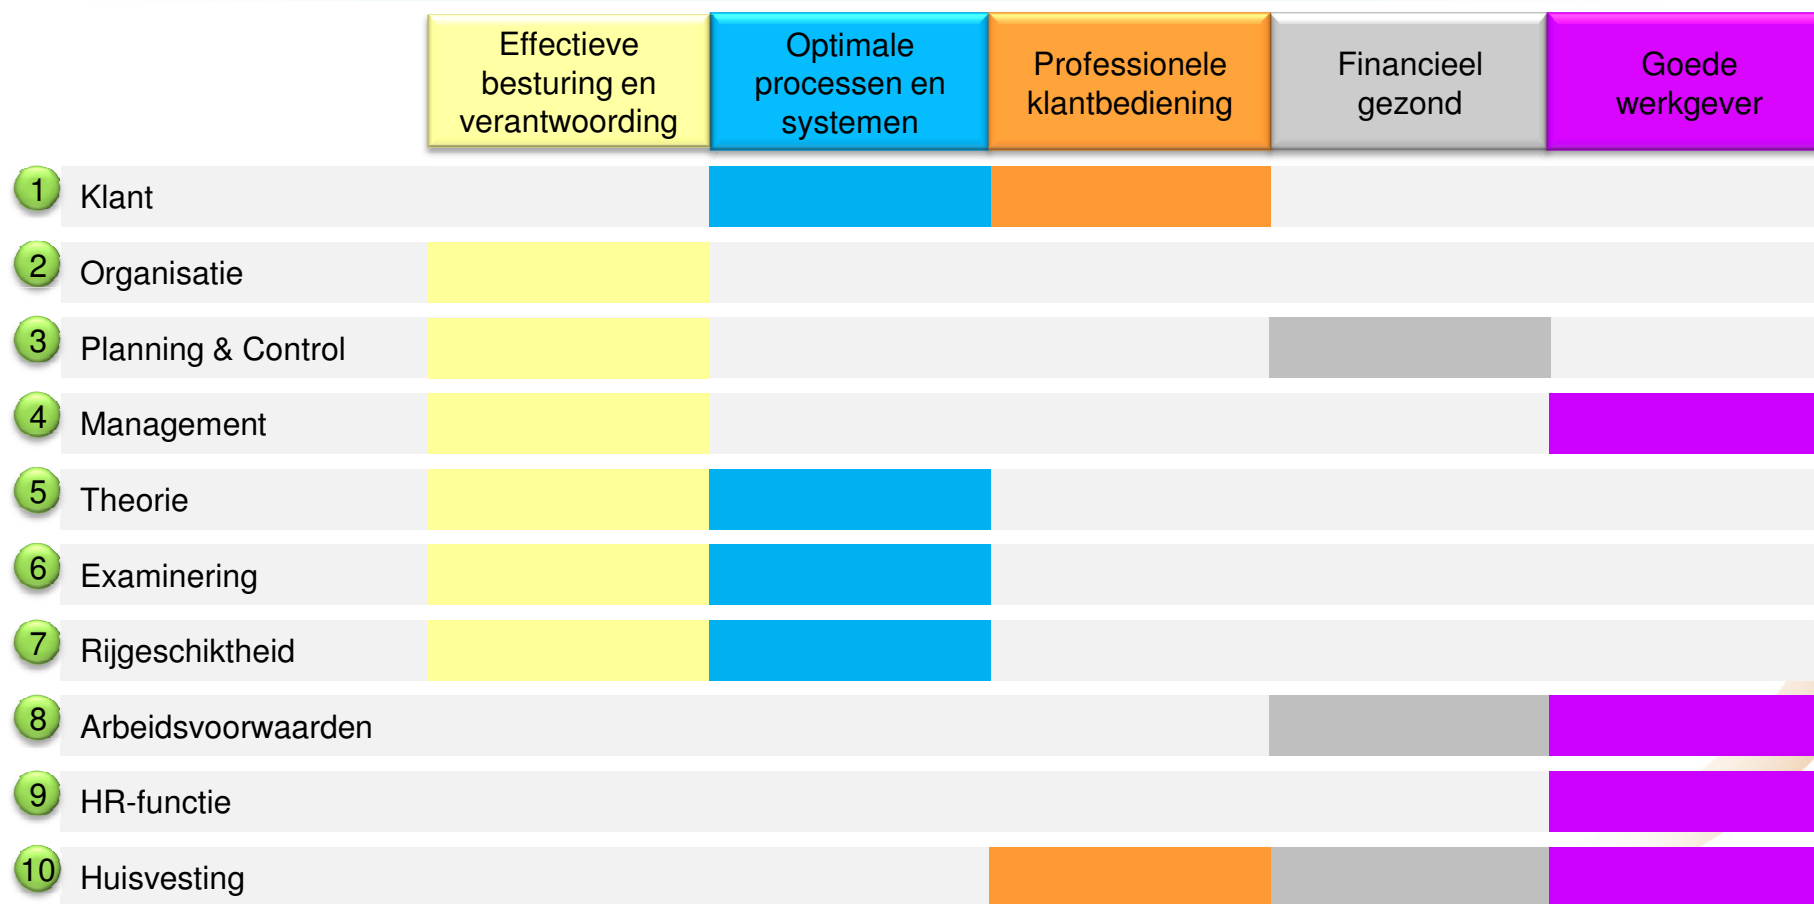 Effectieve
besturing en
verantwoording
Optimale
processen en
systemen
Professionele
klantbediening
Financieel
gezond
Goede
werkgever
1 Klant
2 Organisatie
3 Planning & Control
4 Management
5 Theorie
6 Examinering
7 Rijgeschiktheid
8 Arbeidsvoorwaarden
9 HR-functie
10 Huisvesting